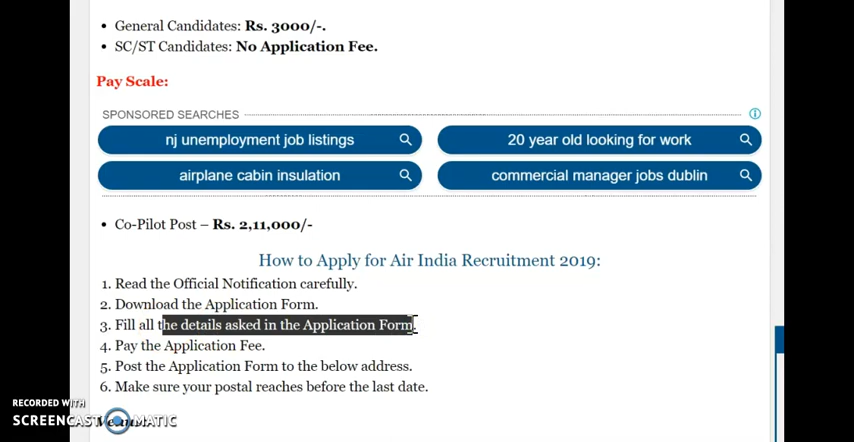 • General Candidates: Rs. 3000/-.
• SC/ST Candidates: No Application Fee.
Pay Scale:
SPONSORED SEARCHES
nj unemployment job listings
20 year old looking for work
airplane cabin insulation
commercial manager jobs dublin
• Co-Pilot Post – Rs. 2,11,000/-
How to Apply for Air India Recruitment 2019:
1. Read the Official Notification carefully.
2. Download the Application Form.
3. Fill all the details asked in the Application Form.
4. Pay the Application Fee.
5. Post the Application Form to the below address.
6. Make sure your postal reaches before the last date.
RECORDED WITH
SCREENCAST MATIC